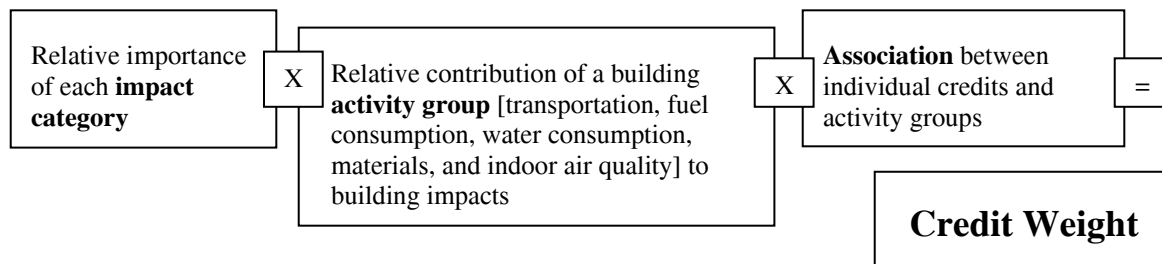 Relative importance
of each impact
category
X
Relative contribution of a building
activity group [transportation, fuel
consumption, water consumption,
materials, and indoor air quality] to
building impacts
X
Association between
individual credits and
activity groups
=
Credit Weight